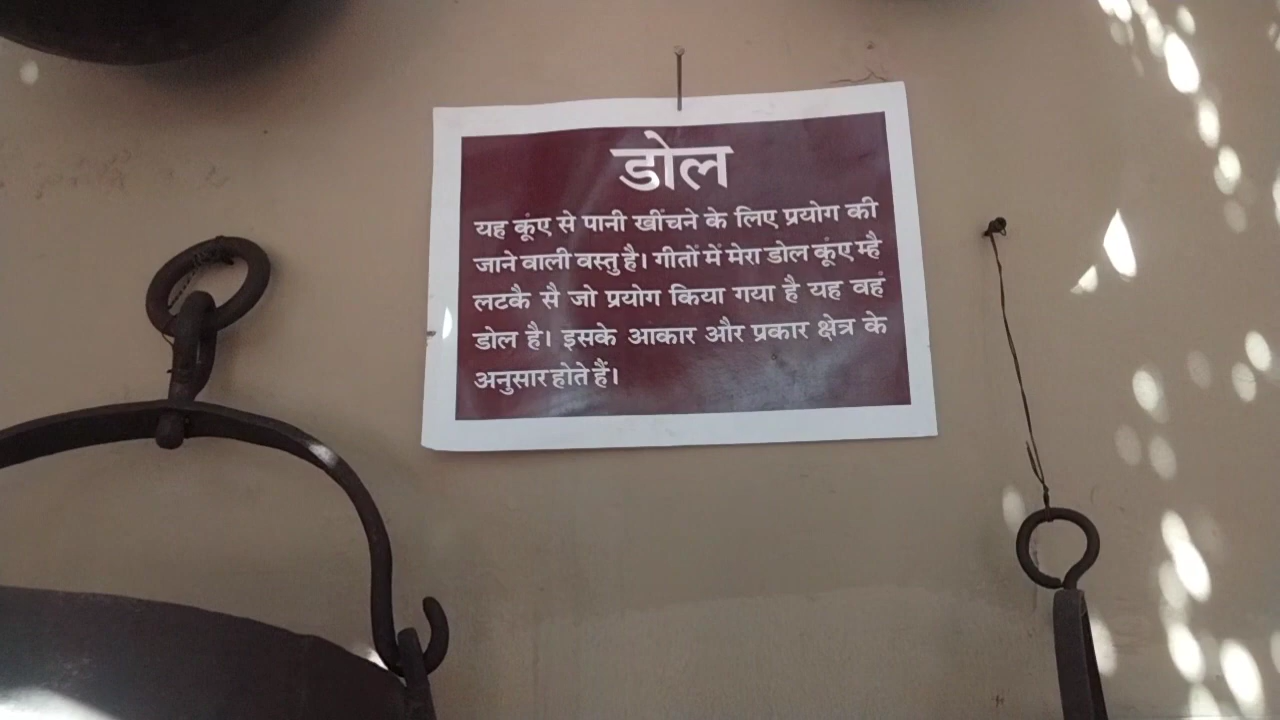 डोल
यह कूंए से पानी खींचने के लिए प्रयोग की
जाने वाली वस्तु है। गीतों में मेरा डोल कूंए म्है
लटकै सै जो प्रयोग किया गया है यह वहं
डोल है। इसके आकार और प्रकार क्षेत्र के
अनुसार होते हैं।